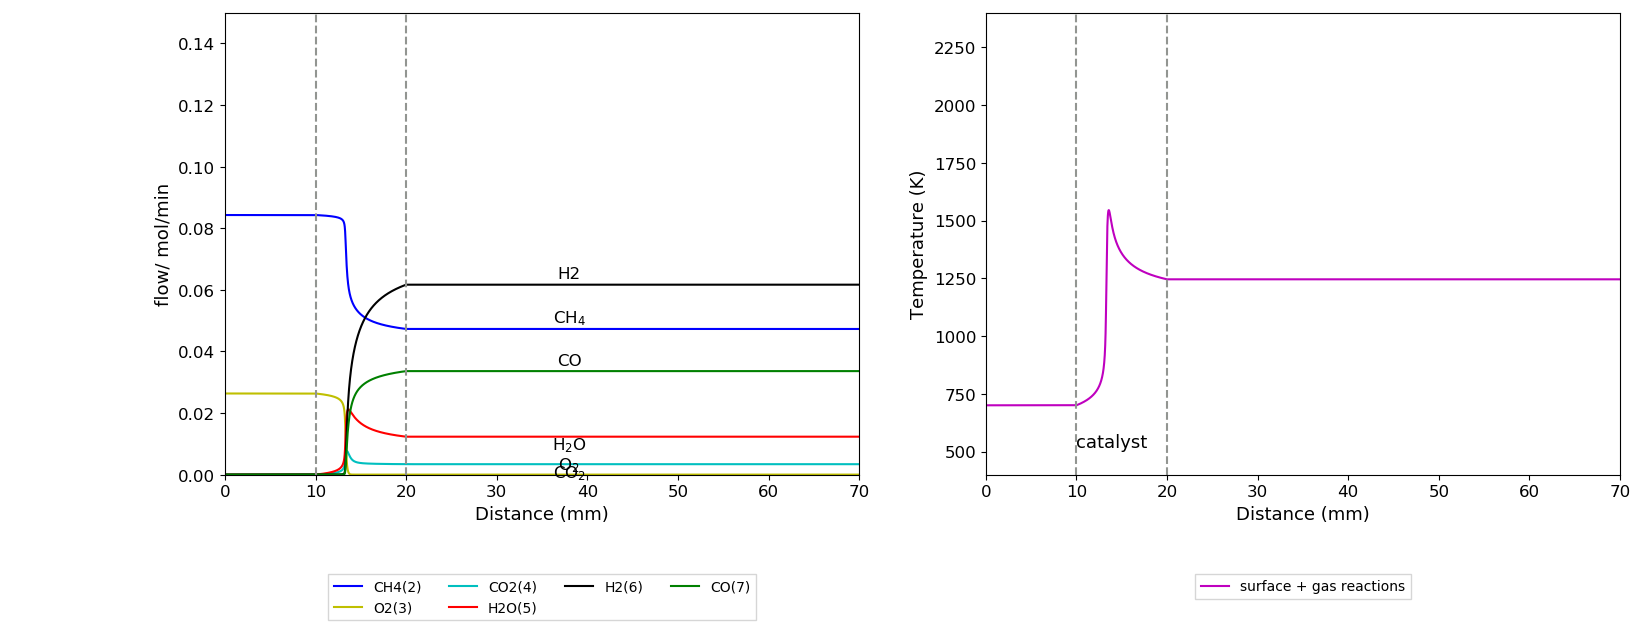 0.14
0.12
0.10
0.08
0.06
0.04
0.02
0.00
flow/ mol/min
H2
CH₄
CO
H₂O
O₂
CO₂
0 10 20 30 40 50 60 70
Distance (mm)
CH4(2) CO2(4) H2(6) CO(7)
O2(3) H2O(5)
2250
2000
1750
1500
1250
1000
750
500
Temperature (K)
catalyst
0 10 20 30 40 50 60 70
Distance (mm)
surface + gas reactions